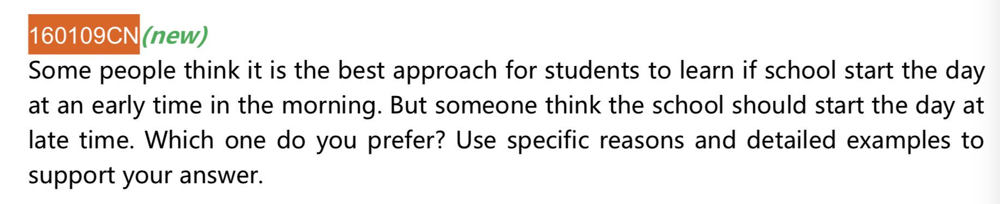 160109CN(new)
Some people think it is the best approach for students to learn if school start the day
at an early time in the morning. But someone think the school should start the day at
late time. Which one do you prefer? Use specific reasons and detailed examples to
support your answer.